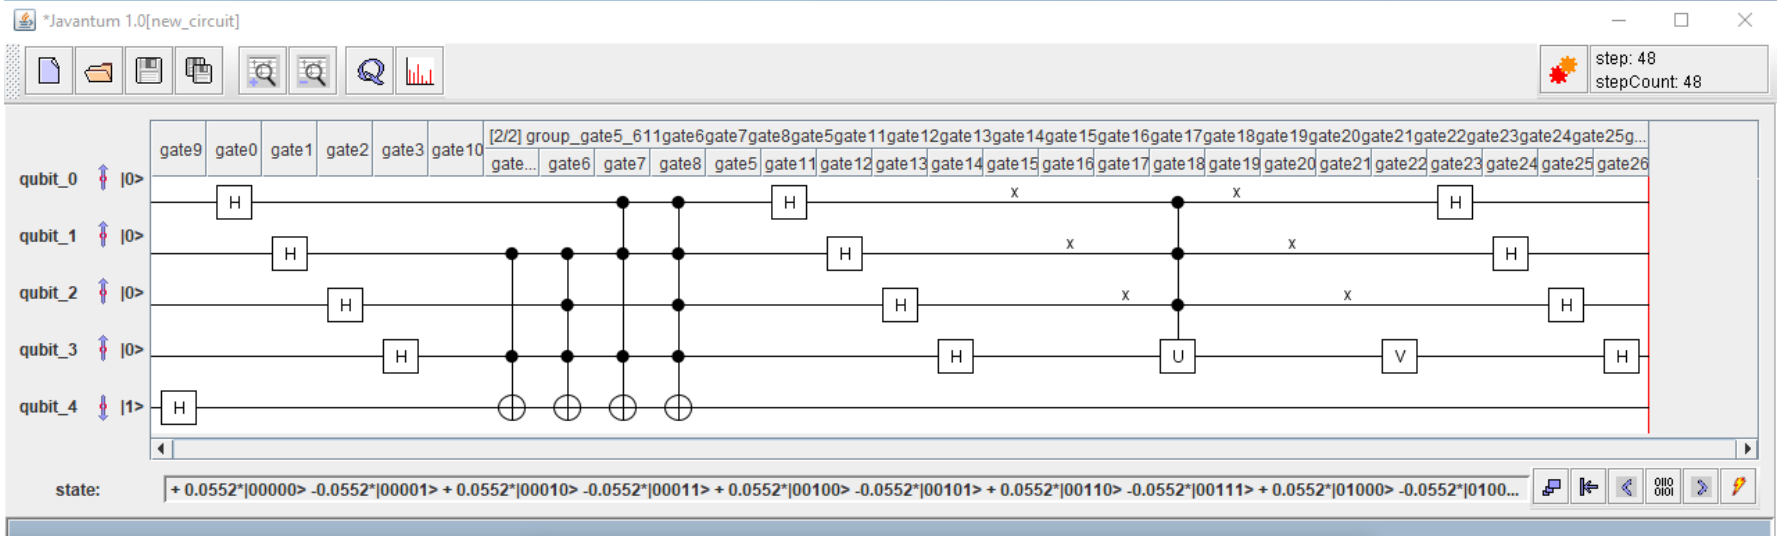 *Javantum 1.0[new_circuit]
step: 48
stepCount: 48
gate9 gate0 gate1 gate2 gate3 gate10 [2/2] group_gate5_611gate6gate7gate8gate5gate11gate12gate13gate14gate15gate16gate17gate18gate19gate20gate21gate22gate23gate24gate25g...
gate... gate6 gate7 gate8 gate5 gate11 gate12 gate13 gate14 gate15 gate16 gate17 gate18 gate19 gate20 gate21 gate22 gate23 gate24 gate25 gate26
qubit_0 |0> H H x x H
qubit_1 |0> H H x x H
qubit_2 |0> H H x x H
qubit_3 |0> H H U V H
qubit_4 |1> H
state: + 0.0552*|00000> -0.0552*|00001> + 0.0552*|00010> -0.0552*|00011> + 0.0552*|00100> -0.0552*|00101> + 0.0552*|00110> -0.0552*|00111> + 0.0552*|01000> -0.0552*|0100...
0110
0101